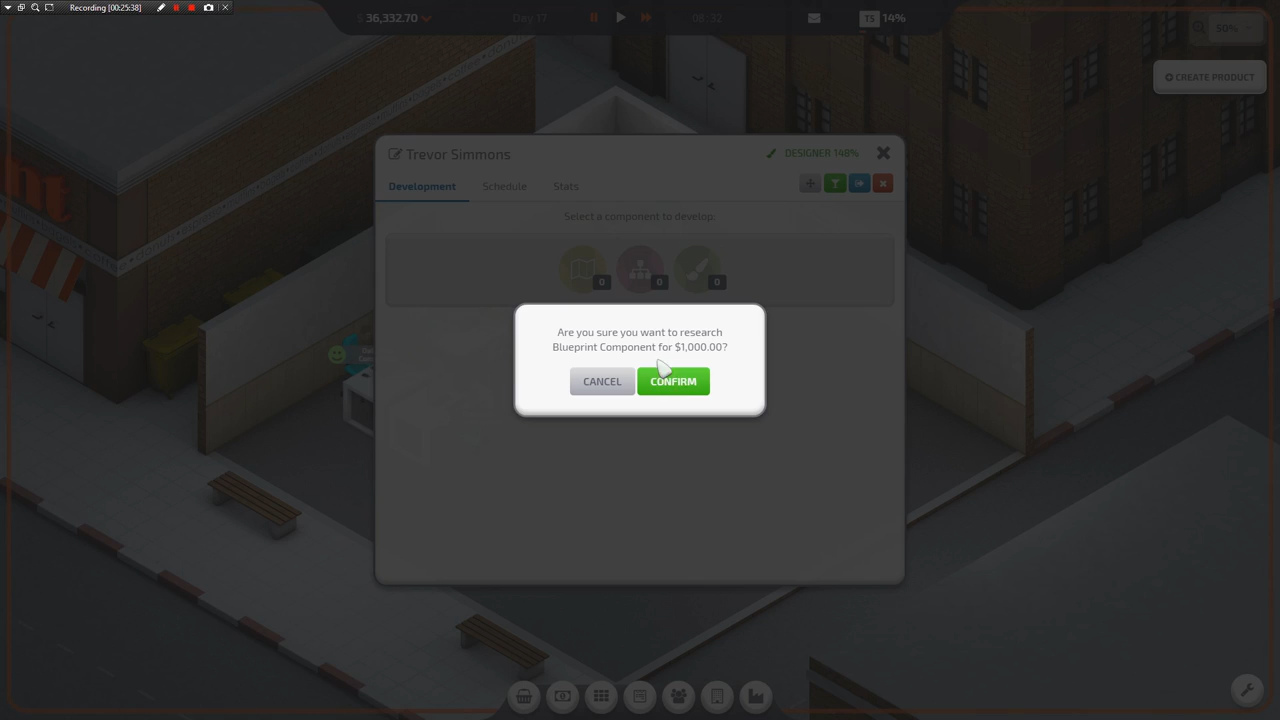 Recording [00:25:38]
$ 36,332.70
Day 17
08:32
TS 14%
50%
CREATE PRODUCT
Trevor Simmons
DESIGNER 148%
Development
Schedule
Stats
Select a component to develop:
0
0
0
Are you sure you want to research
Blueprint Component for $1,000.00?
CANCEL
CONFIRM